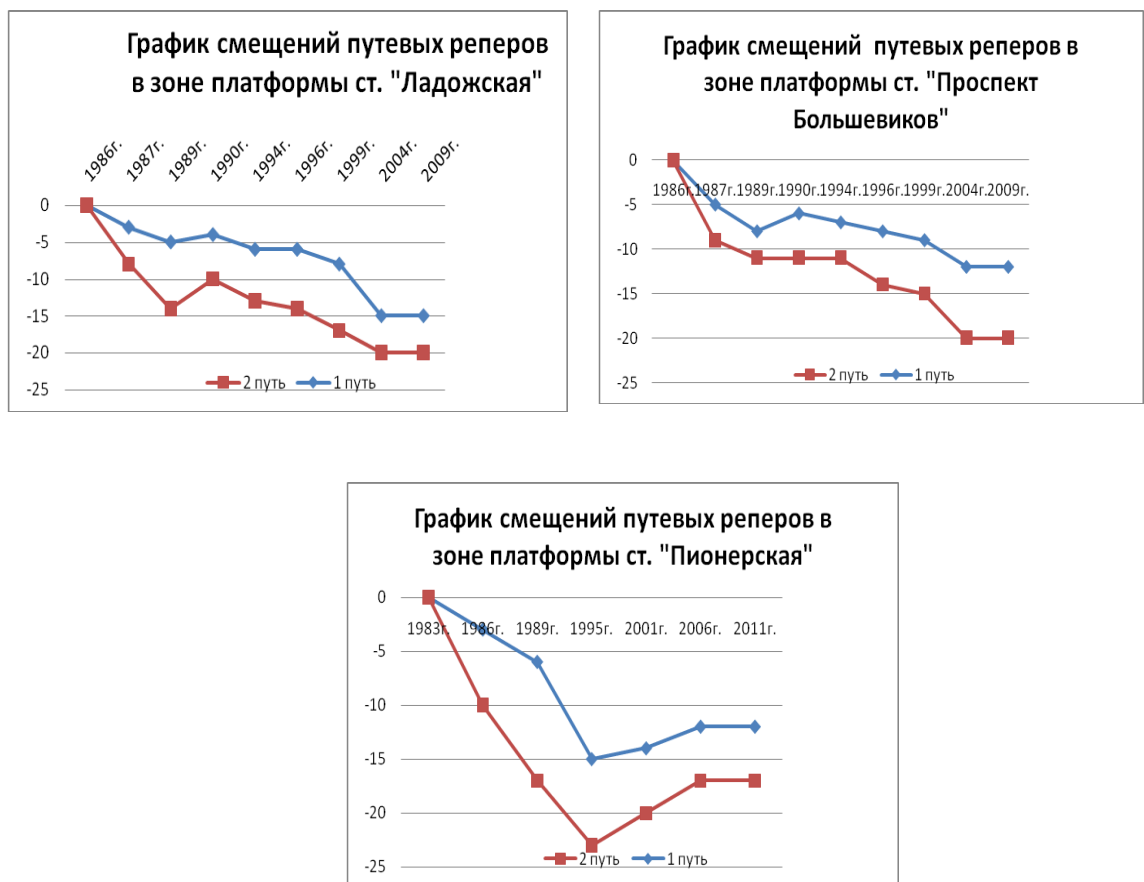 График смещений путевых реперов
в зоне платформы ст. "Ладожская"
1986г. 1987г. 1989г. 1990г. 1994г. 1996г. 1999г. 2004г. 2009г.
0
-5
-10
-15
-20
-25
2 путь 1 путь
График смещений путевых реперов в
зоне платформы ст. "Проспект
Большевиков"
0
1986г. 1987г. 1989г. 1990г. 1994г. 1996г. 1999г. 2004г. 2009г.
-5
-10
-15
-20
-25
2 путь 1 путь
График смещений путевых реперов в
зоне платформы ст. "Пионерская"
0
1983г. 1986г. 1989г. 1995г. 2001г. 2006г. 2011г.
-5
-10
-15
-20
2 путь 1 путь
-25